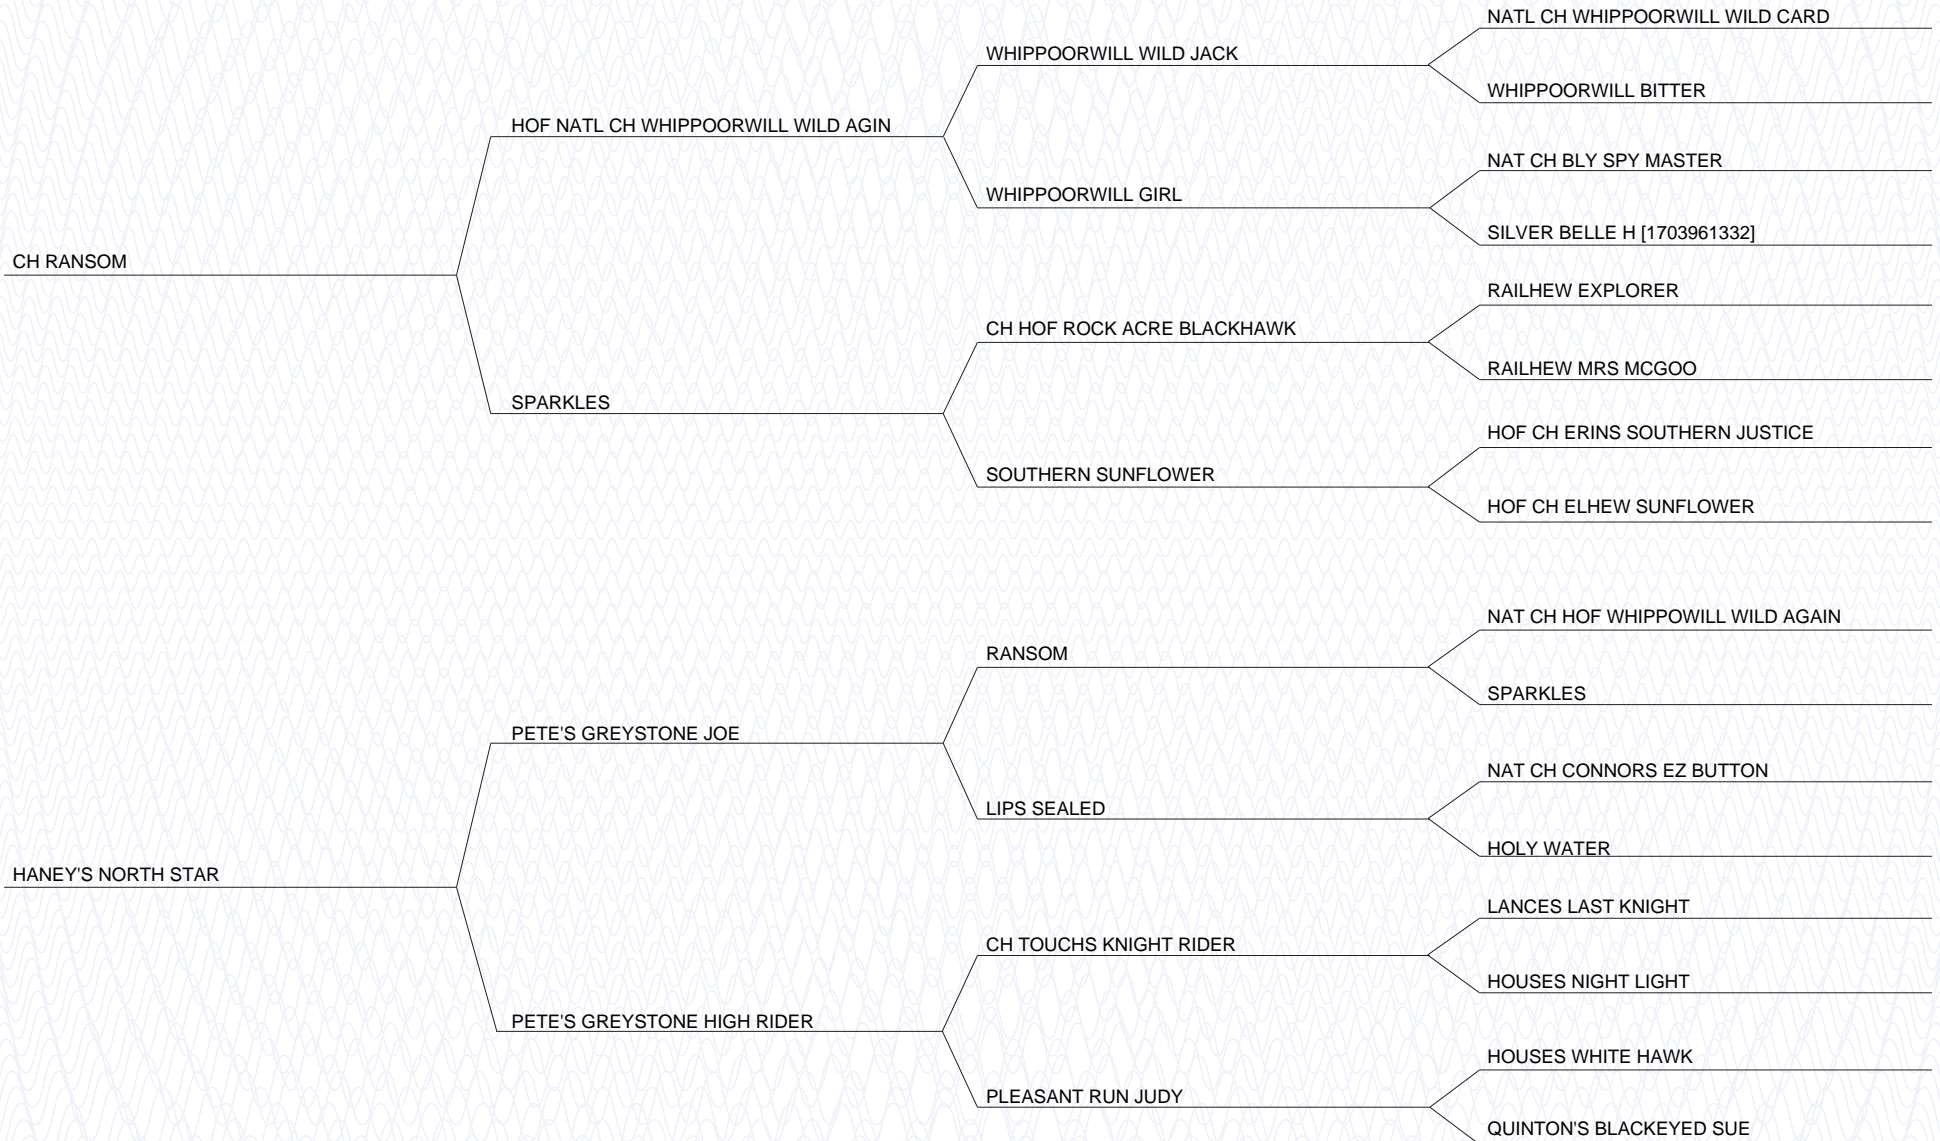 NATL CH WHIPPOORWILL WILD CARD
WHIPPOORWILL WILD JACK
WHIPPOORWILL BITTER
HOF NATL CH WHIPPOORWILL WILD AGIN
NAT CH BLY SPY MASTER
WHIPPOORWILL GIRL
SILVER BELLE H [1703961332]
CH RANSOM
RAILHEW EXPLORER
CH HOF ROCK ACRE BLACKHAWK
RAILHEW MRS MCGOO
SPARKLES
HOF CH ERINS SOUTHERN JUSTICE
SOUTHERN SUNFLOWER
HOF CH ELHEW SUNFLOWER
NAT CH HOF WHIPPOWILL WILD AGAIN
RANSOM
SPARKLES
PETE'S GREYSTONE JOE
NAT CH CONNORS EZ BUTTON
LIPS SEALED
HOLY WATER
HANEY'S NORTH STAR
LANCES LAST KNIGHT
CH TOUCHS KNIGHT RIDER
HOUSES NIGHT LIGHT
PETE'S GREYSTONE HIGH RIDER
HOUSES WHITE HAWK
PLEASANT RUN JUDY
QUINTON'S BLACKEYED SUE